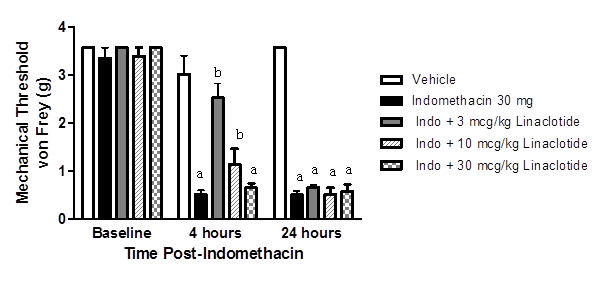 4
3
2
1
0
Mechanical Threshold
von Frey (g)
a
b
b
a
a
a
a
a
Baseline
4 hours
24 hours
Time Post-Indomethacin
Vehicle
Indomethacin 30 mg
Indo + 3 mcg/kg Linaclotide
Indo + 10 mcg/kg Linaclotide
Indo + 30 mcg/kg Linaclotide